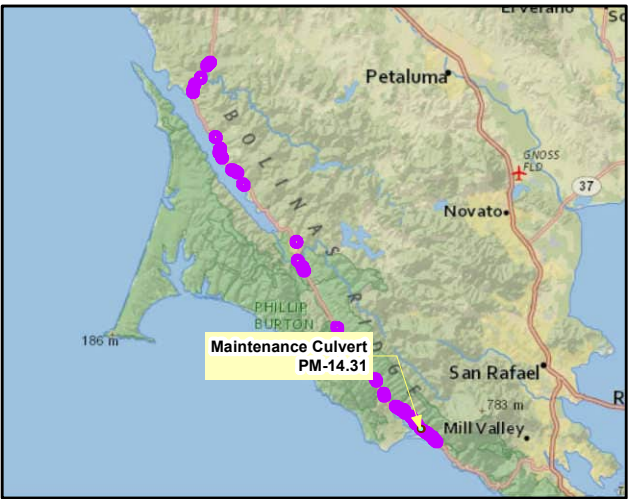 El Verano
Petaluma
BOLINAS RIDGE
GNOSS
FLD
37
Novato
PHILLIP
BURTON
186 m
Maintenance Culvert
PM-14.31
San Rafael
783 m
Mill Valley